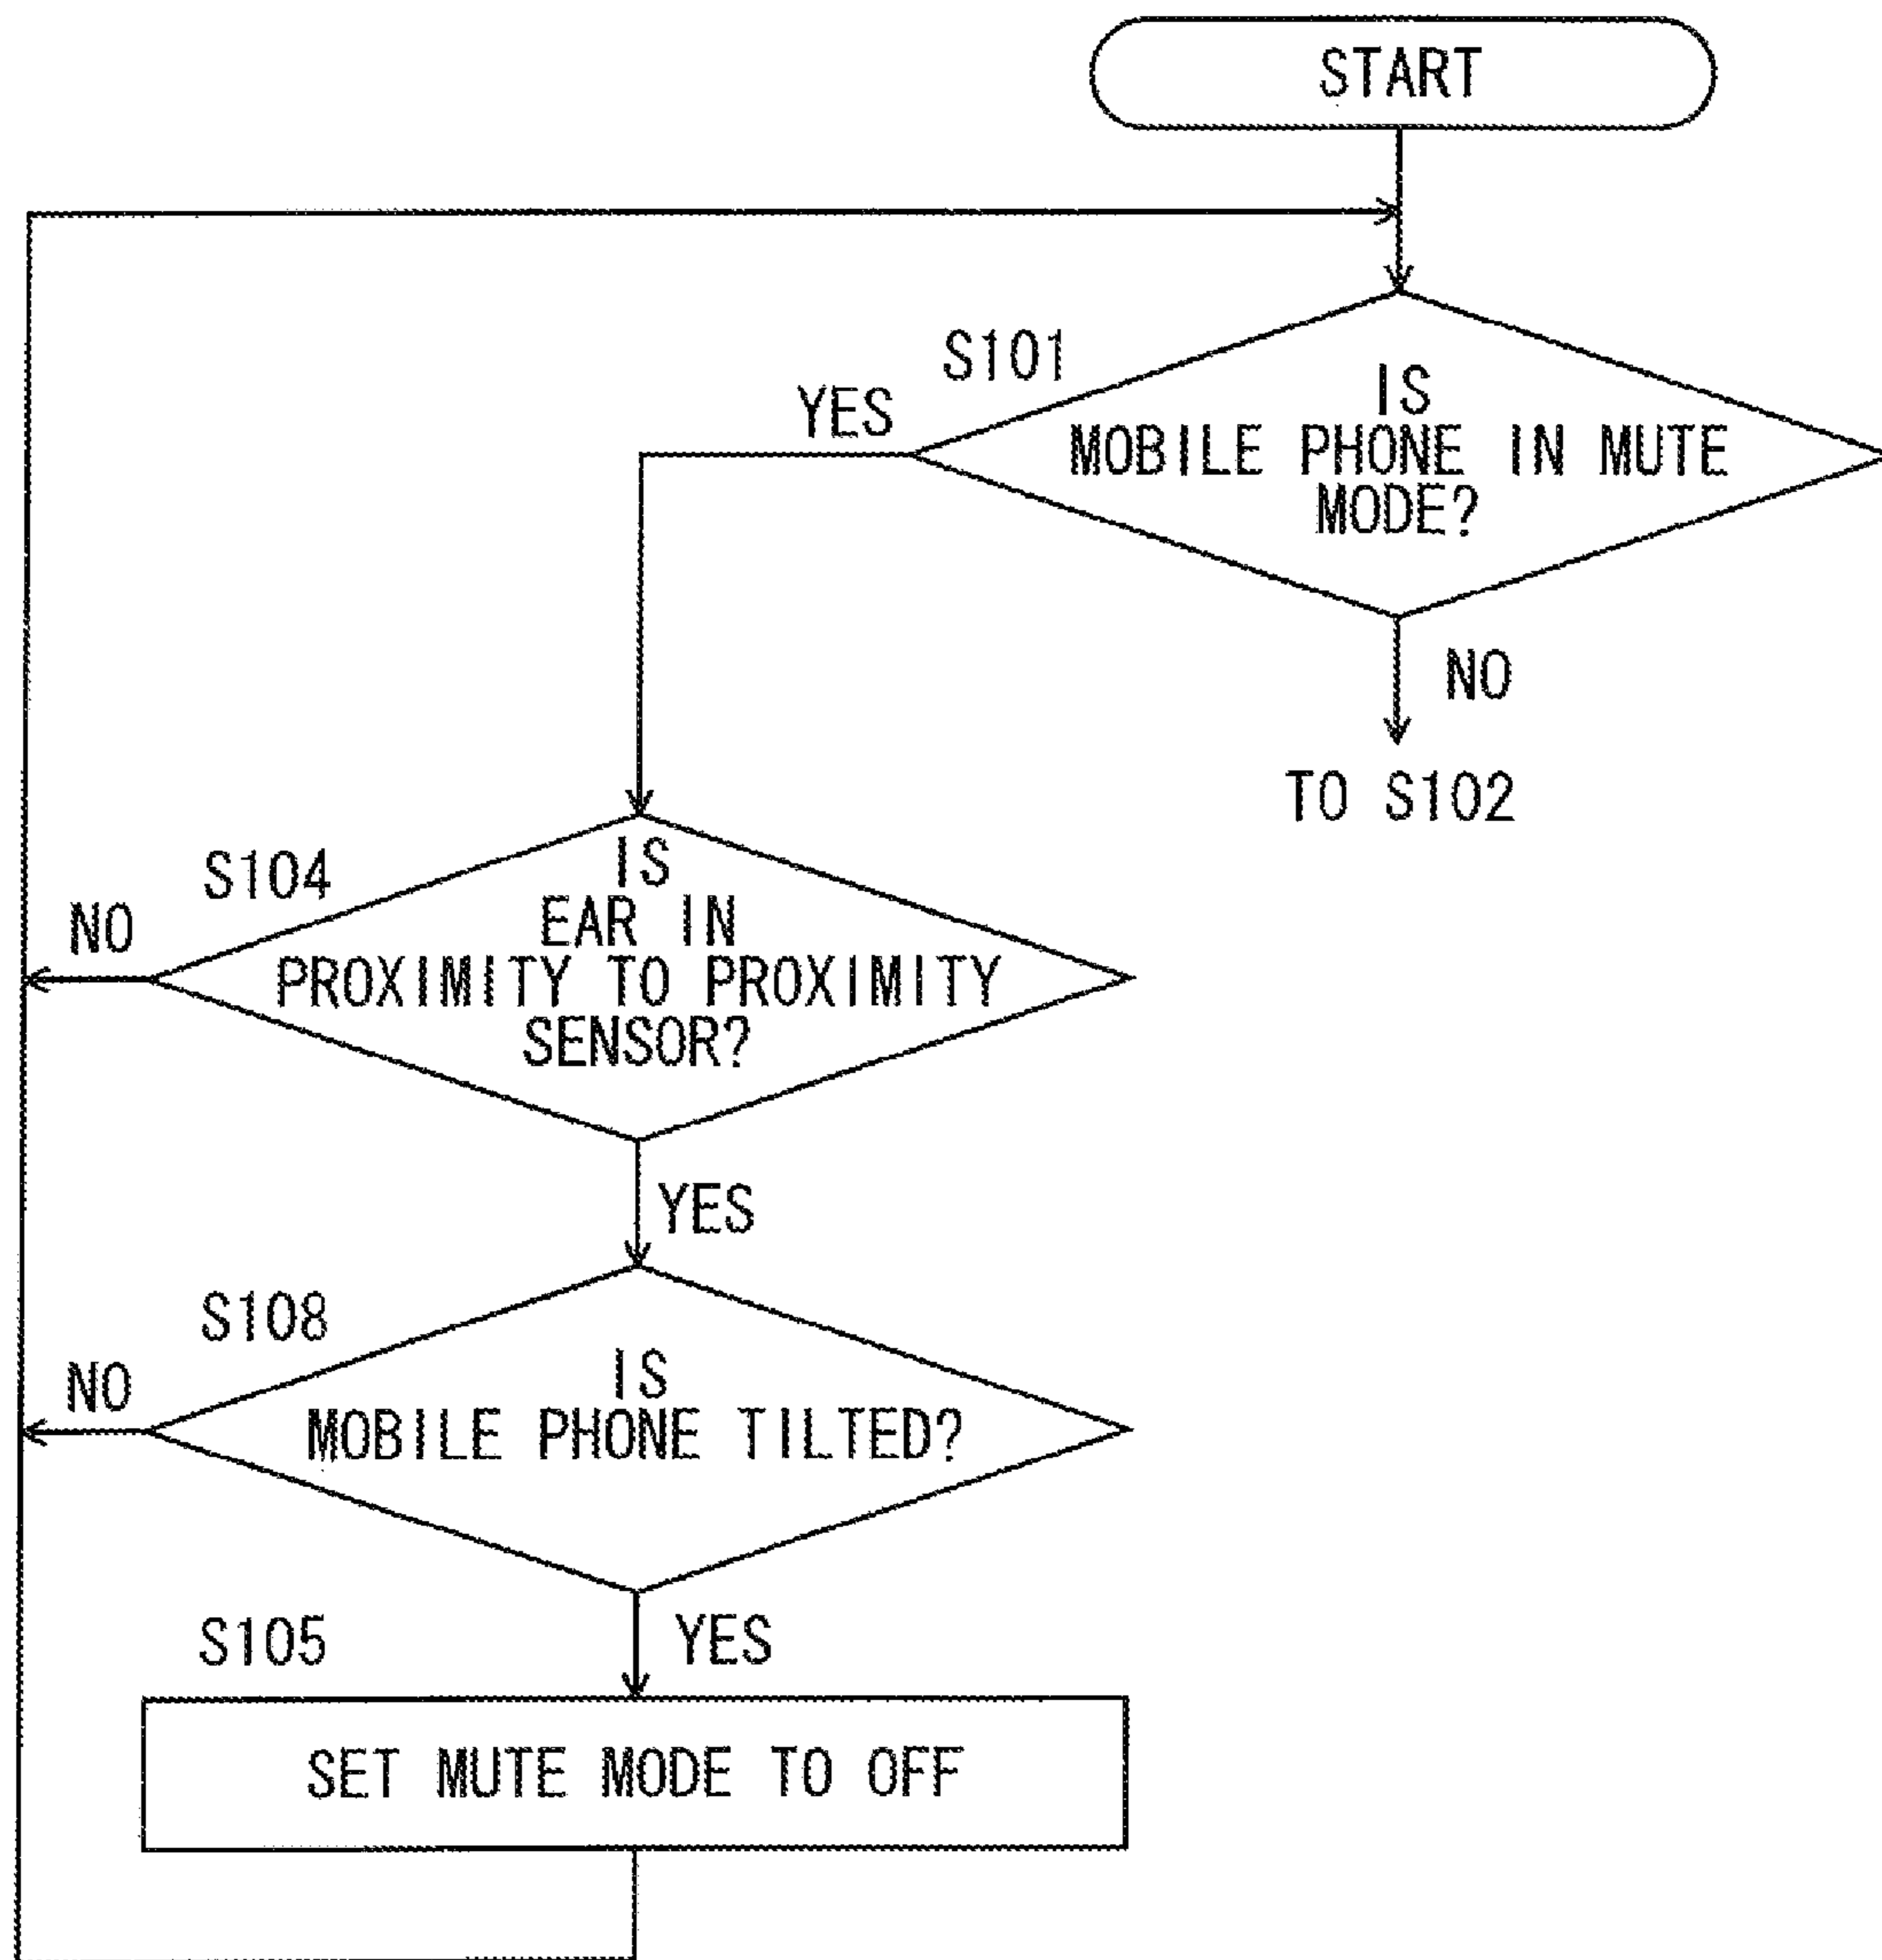 START
S101
YES
IS
MOBILE PHONE IN MUTE
MODE?
NO
TO S102
S104
NO
IS
EAR IN
PROXIMITY TO PROXIMITY
SENSOR?
YES
S108
NO
IS
MOBILE PHONE TILTED?
YES
S105
SET MUTE MODE TO OFF